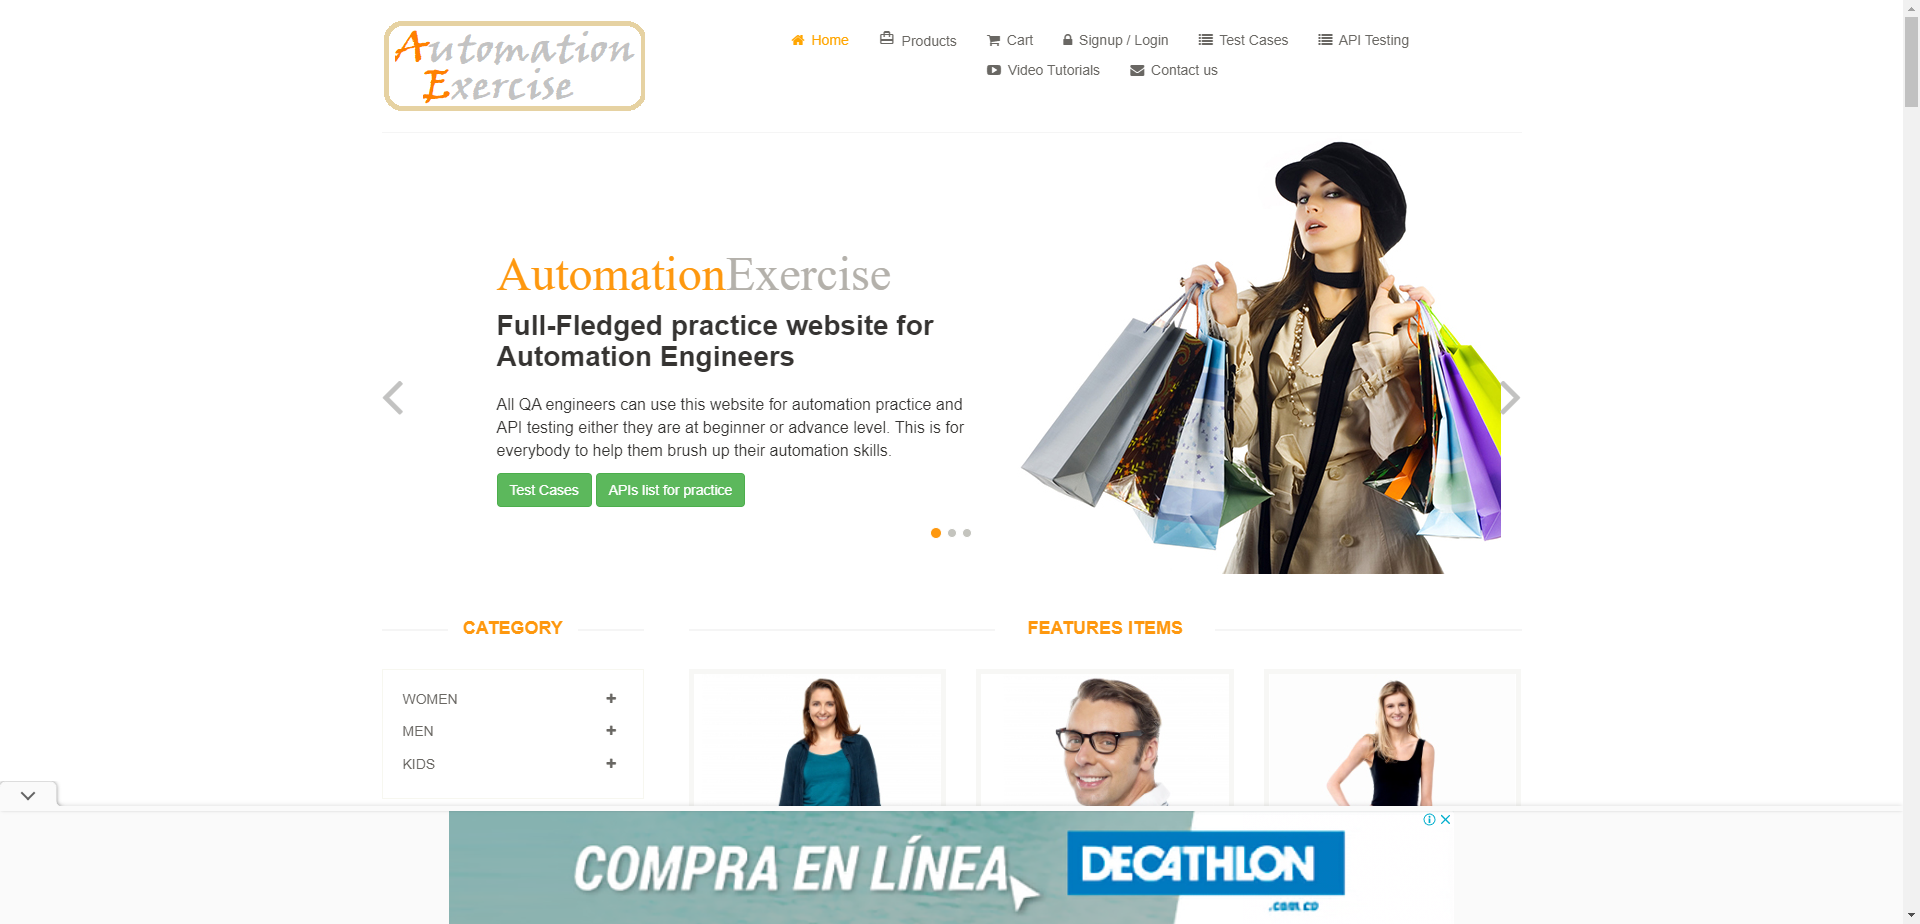 Automation
Exercise
Home
Products
Cart
Signup / Login
Test Cases
API Testing
Video Tutorials
Contact us
AutomationExercise
Full-Fledged practice website for
Automation Engineers
All QA engineers can use this website for automation practice and
API testing either they are at beginner or advance level. This is for
everybody to help them brush up their automation skills.
Test Cases
APIs list for practice
CATEGORY
FEATURES ITEMS
WOMEN
MEN
KIDS
COMPRA EN LÍNEA
DECATHLON
.com.co